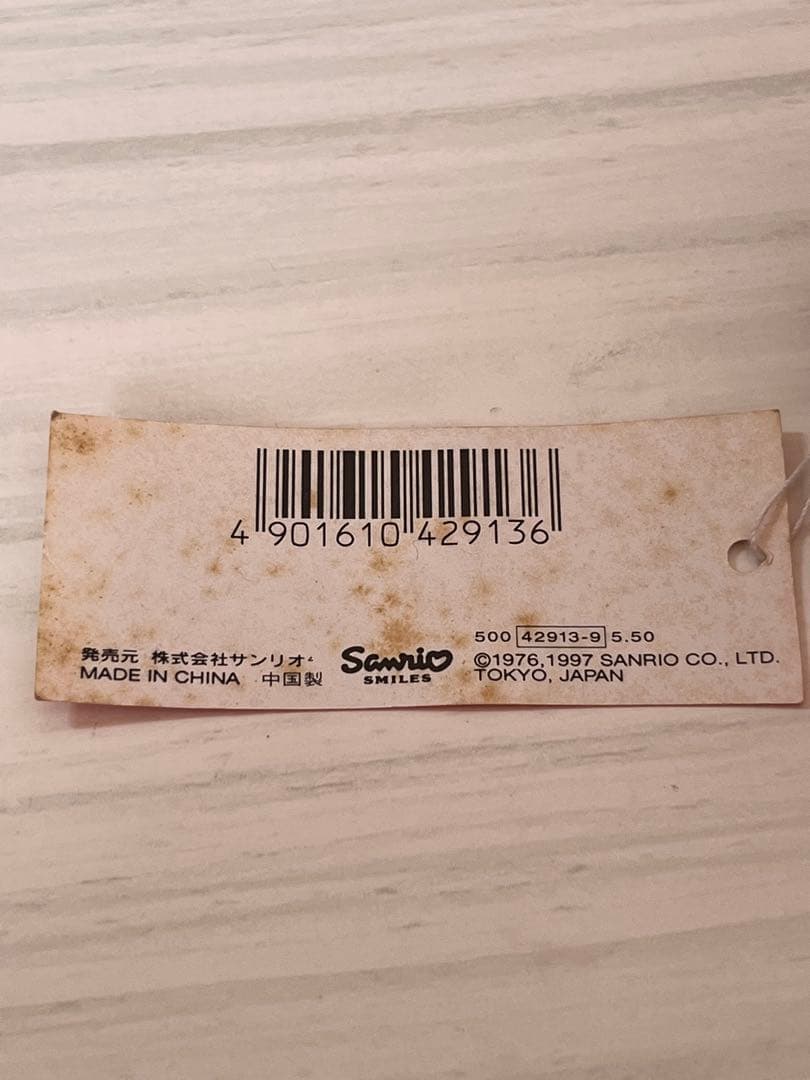 4 901610 429136
500 42913-9 5.50
発売元 株式会社サンリオ
MADE IN CHINA 中国製
Sanrio
SMILES
©1976,1997 SANRIO CO., LTD.
TOKYO, JAPAN